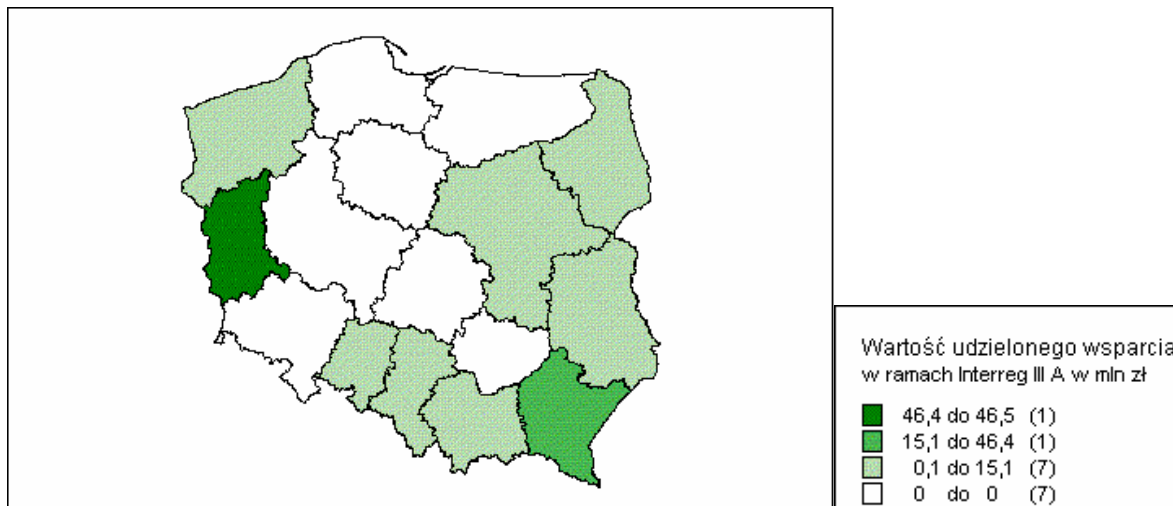 Wartość udzielonego wsparcia
w ramach Interreg III A w mln zł
46,4 do 46,5 (1)
15,1 do 46,4 (1)
0,1 do 15,1 (7)
0 do 0 (7)